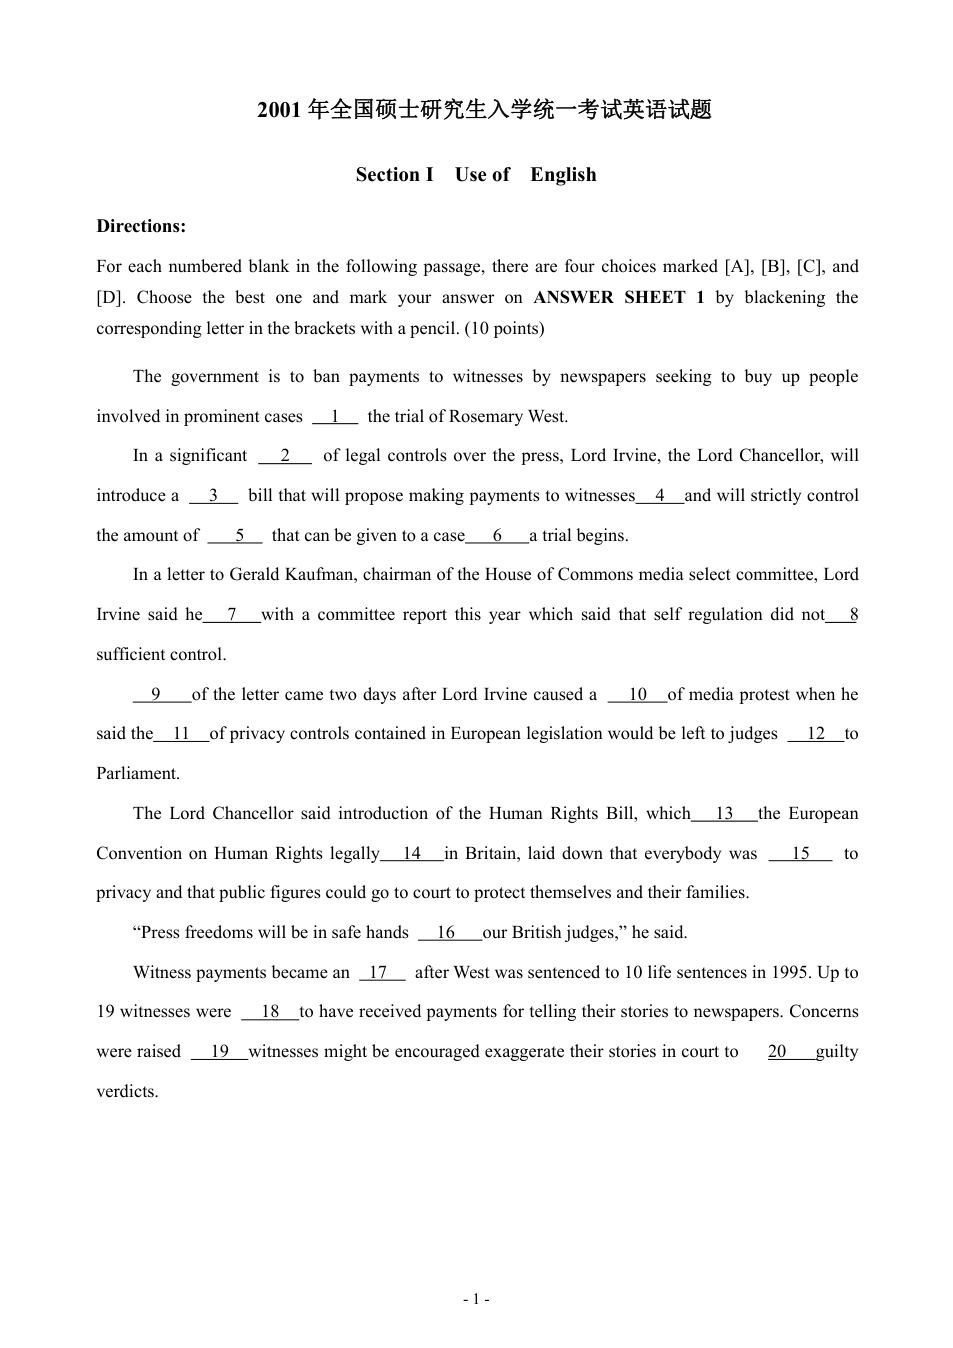 2001 年全国硕士研究生入学统一考试英语试题
Section I Use of English
Directions:
For each numbered blank in the following passage, there are four choices marked [A], [B], [C], and
[D]. Choose the best one and mark your answer on ANSWER SHEET 1 by blackening the
corresponding letter in the brackets with a pencil. (10 points)
The government is to ban payments to witnesses by newspapers seeking to buy up people
involved in prominent cases 1 the trial of Rosemary West.
In a significant 2 of legal controls over the press, Lord Irvine, the Lord Chancellor, will
introduce a 3 bill that will propose making payments to witnesses 4 and will strictly control
the amount of 5 that can be given to a case 6 a trial begins.
In a letter to Gerald Kaufman, chairman of the House of Commons media select committee, Lord
Irvine said he 7 with a committee report this year which said that self regulation did not 8
sufficient control.
9 of the letter came two days after Lord Irvine caused a 10 of media protest when he
said the 11 of privacy controls contained in European legislation would be left to judges 12 to
Parliament.
The Lord Chancellor said introduction of the Human Rights Bill, which 13 the European
Convention on Human Rights legally 14 in Britain, laid down that everybody was 15 to
privacy and that public figures could go to court to protect themselves and their families.
“Press freedoms will be in safe hands 16 our British judges,” he said.
Witness payments became an 17 after West was sentenced to 10 life sentences in 1995. Up to
19 witnesses were 18 to have received payments for telling their stories to newspapers. Concerns
were raised 19 witnesses might be encouraged exaggerate their stories in court to 20 guilty
verdicts.
- 1 -